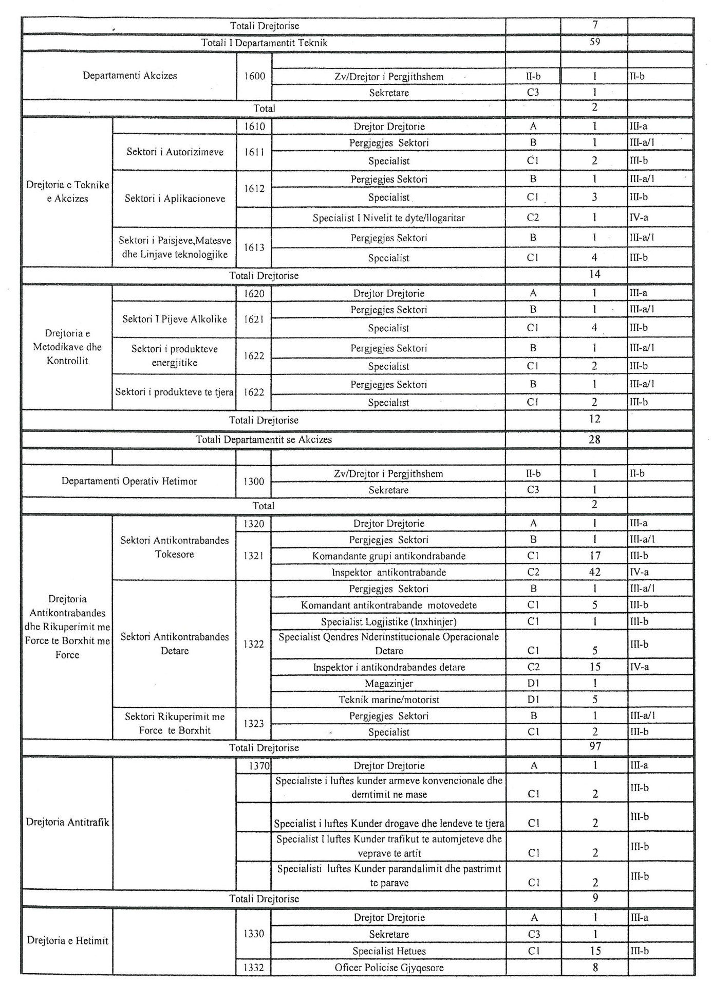 Totali Drejtorise 7
Totali I Departamentit Teknik 59
Departamenti Akcizes 1600
Zv/Drejtor i Pergjithshem II-b 1 II-b
Sekretare C3 1
Total 2
Drejtoria e Teknike
e Akcizes
1610 Drejtor Drejtorie A 1 III-a
Sektori i Autorizimeve 1611
Pergjegjes Sektori B 1 III-a/1
Specialist C1 2 III-b
Sektori i Aplikacioneve
1612
Pergjegjes Sektori B 1 III-a/1
Specialist C1 3 III-b
Specialist I Nivelit te dyte/llogaritar C2 1 IV-a
Sektori i Paisjeve,Matesve
dhe Linjave teknologjike
1613
Pergjegjes Sektori B 1 III-a/1
Specialist C1 4 III-b
Totali Drejtorise 14
Drejtoria e
Metodikave dhe
Kontrollit
1620 Drejtor Drejtorie A 1 III-a
Sektori I Pijeve Alkolike 1621
Pergjegjes Sektori B 1 III-a/1
Specialist C1 4 III-b
Sektori i produkteve
energjitike
1622
Pergjegjes Sektori B 1 III-a/1
Specialist C1 2 III-b
Sektori i produkteve te tjera 1622
Pergjegjes Sektori B 1 III-a/1
Specialist C1 2 III-b
Totali Drejtorise 12
Totali Departamentit se Akcizes 28
Departamenti Operativ Hetimor 1300
Zv/Drejtor i Pergjithshem II-b 1 II-b
Sekretare C3 1
Total 2
Drejtoria
Antikontrabandes
dhe Rikuperimit me
Force te Borxhit me
Force
Sektori Antikontrabandes
Tokesore
1320 Drejtor Drejtorie A 1 III-a
1321
Pergjegjes Sektori B 1 III-a/1
Komandante grupi antikondrabande C1 17 III-b
Inspektor antikontrabande C2 42 IV-a
Sektori Antikontrabandes
Detare
1322
Pergjegjes Sektori B 1 III-a/1
Komandant antikontrabande motovedete C1 5 III-b
Specialist Logjistike (Inxhinjer) C1 1 III-b
Specialist Qendres Nderinstitucionale Operacionale
Detare C1 5 III-b
Inspektor i antikondrabandes detare C2 15 IV-a
Magazinjer D1 1
Teknik marine/motorist D1 5
Sektori Rikuperimit me
Force te Borxhit
1323
Pergjegjes Sektori B 1 III-a/1
Specialist C1 2 III-b
Totali Drejtorise 97
Drejtoria Antitrafik
1370 Drejtor Drejtorie A 1 III-a
Specialiste i luftes kunder armeve konvencionale dhe
demtimit ne mase C1 2 III-b
Specialist i luftes Kunder drogave dhe lendeve te tjera C1 2 III-b
Specialist I luftes Kunder trafikut te automjeteve dhe
veprave te artit C1 2 III-b
Specialisti luftes Kunder parandalimit dhe pastrimit
te parave C1 2 III-b
Totali Drejtorise 9
Drejtoria e Hetimit
1330
Drejtor Drejtorie A 1 III-a
Sekretare C3 1
Specialist Hetues C1 15 III-b
1332 Oficer Policise Gjyqesore 8